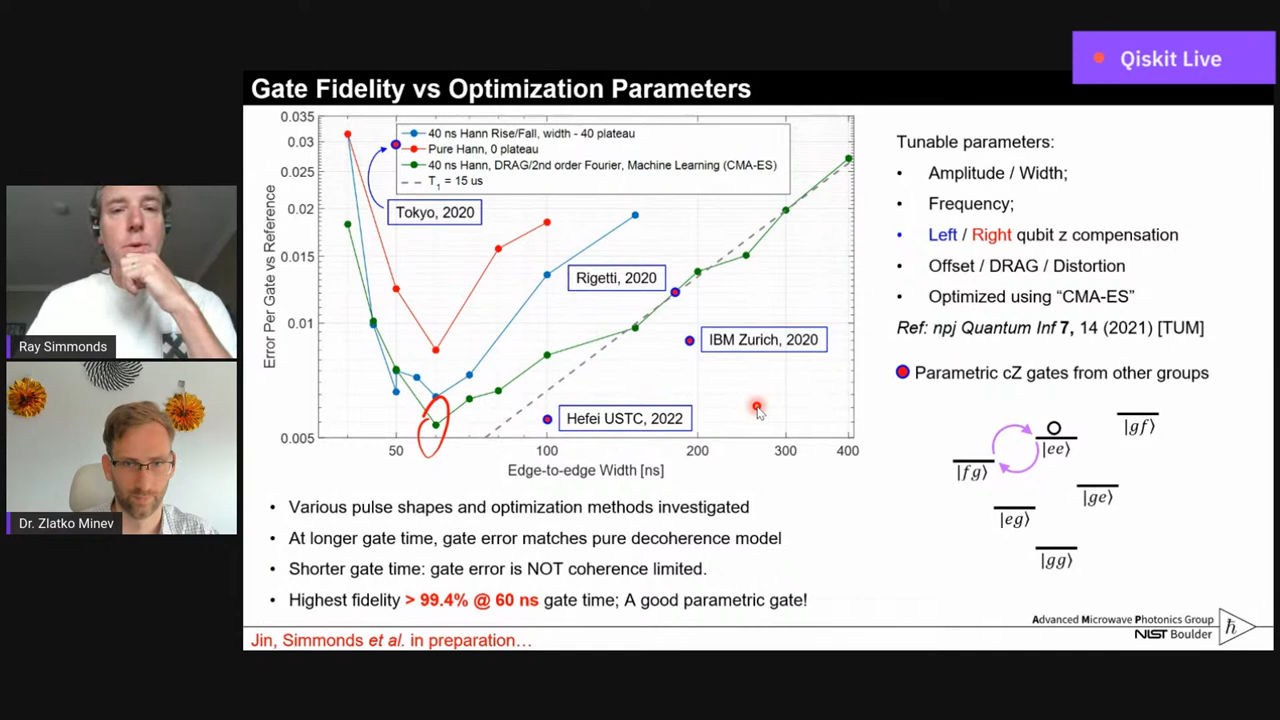 Qiskit Live
Gate Fidelity vs Optimization Parameters
0.035
0.03
0.025
0.02
0.015
0.01
0.005
Error Per Gate vs Reference
40 ns Hann Rise/Fall, width - 40 plateau
Pure Hann, 0 plateau
40 ns Hann, DRAG/2nd order Fourier, Machine Learning (CMA-ES)
T1 = 15 us
Tokyo, 2020
Rigetti, 2020
IBM Zurich, 2020
Hefei USTC, 2022
50
100
200
300
400
Edge-to-edge Width [ns]
Tunable parameters:
• Amplitude / Width;
• Frequency;
• Left / Right qubit z compensation
• Offset / DRAG / Distortion
• Optimized using “CMA-ES”
Ref: npj Quantum Inf 7, 14 (2021) [TUM]
Parametric cZ gates from other groups
|gf⟩
|ee⟩
|fg⟩
|ge⟩
|eg⟩
|gg⟩
• Various pulse shapes and optimization methods investigated
• At longer gate time, gate error matches pure decoherence model
• Shorter gate time: gate error is NOT coherence limited.
• Highest fidelity > 99.4% @ 60 ns gate time; A good parametric gate!
Jin, Simmonds et al. in preparation…
Advanced Microwave Photonics Group
NIST Boulder
ħ
Ray Simmonds
Dr. Zlatko Minev